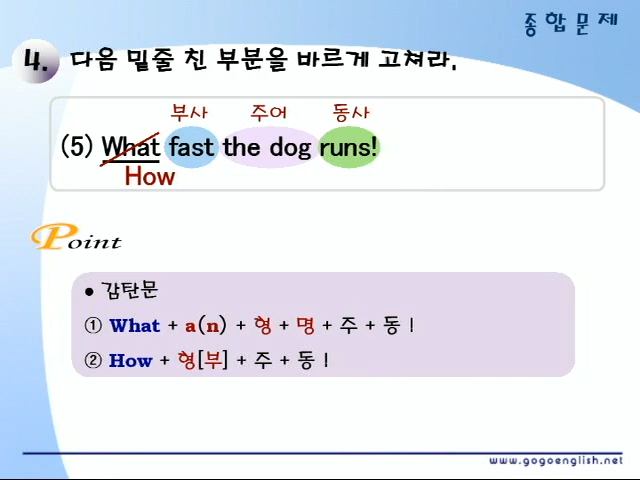 종합문제
4. 다음 밑줄 친 부분을 바르게 고쳐라.
부사 주어 동사
(5) What fast the dog runs!
How
Point
● 감탄문
① What + a(n) + 형 + 명 + 주 + 동 !
② How + 형[부] + 주 + 동 !
www.gogoenglish.net